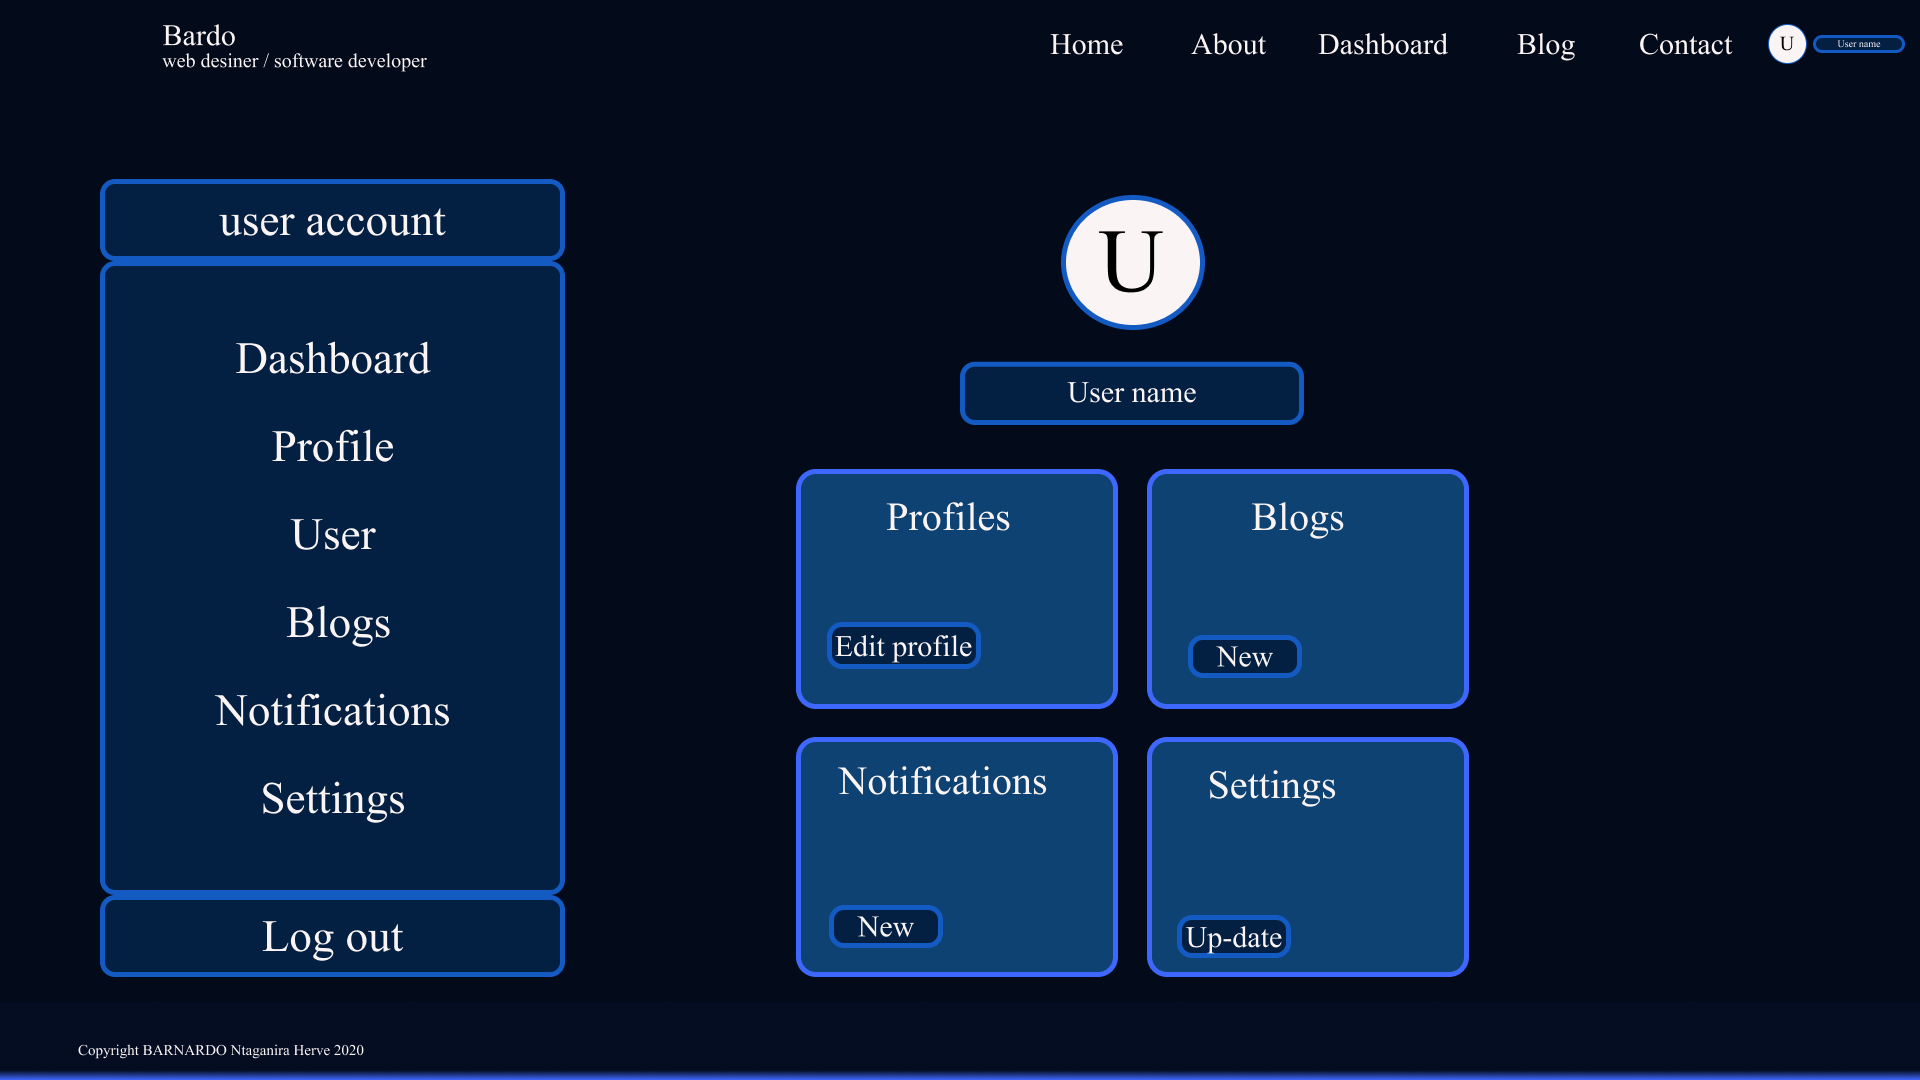 Bardo
web desiner / software developer
Home
About
Dashboard
Blog
Contact
U
User name
user account
Dashboard
Profile
User
Blogs
Notifications
Settings
Log out
U
User name
Profiles
Edit profile
Blogs
New
Notifications
New
Settings
Up-date
Copyright BARNARDO Ntaganira Herve 2020